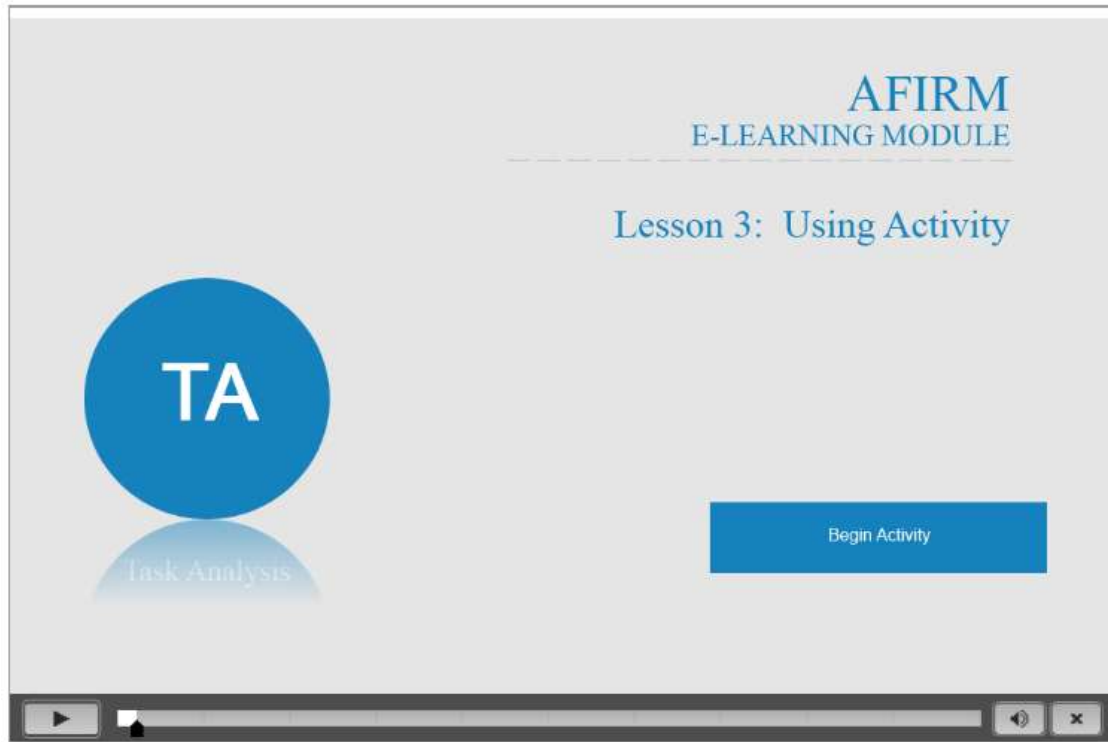 AFIRM
E-LEARNING MODULE
Lesson 3: Using Activity
TA
Task Analysis
Begin Activity